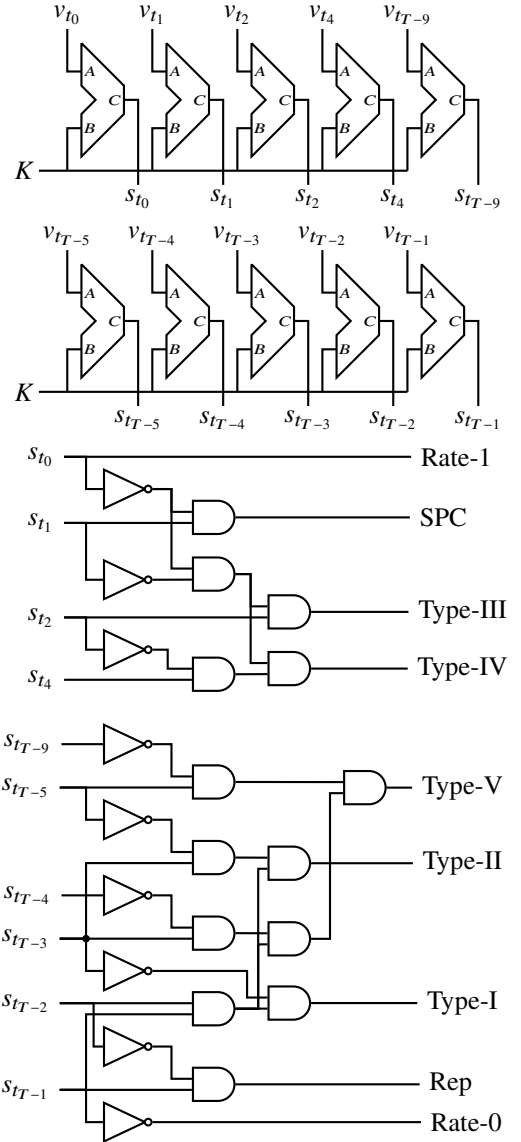 v_{t_0} v_{t_1} v_{t_2} v_{t_4} v_{t_{T-9}}
A A A A A
C C C C C
B B B B B
K
s_{t_0} s_{t_1} s_{t_2} s_{t_4} s_{t_{T-9}}
v_{t_{T-5}} v_{t_{T-4}} v_{t_{T-3}} v_{t_{T-2}} v_{t_{T-1}}
A A A A A
C C C C C
B B B B B
K
s_{t_{T-5}} s_{t_{T-4}} s_{t_{T-3}} s_{t_{T-2}} s_{t_{T-1}}
s_{t_0} Rate-1
s_{t_1} SPC
s_{t_2} Type-III
s_{t_4} Type-IV
s_{t_{T-9}}
s_{t_{T-5}} Type-V
Type-II
s_{t_{T-4}}
s_{t_{T-3}}
s_{t_{T-2}} Type-I
s_{t_{T-1}} Rep
Rate-0